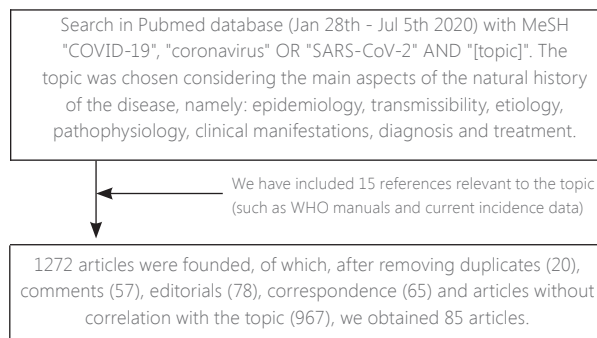 Search in Pubmed database (Jan 28th - Jul 5th 2020) with MeSH
"COVID-19", "coronavirus" OR "SARS-CoV-2" AND "[topic]". The
topic was chosen considering the main aspects of the natural history
of the disease, namely: epidemiology, transmissibility, etiology,
pathophysiology, clinical manifestations, diagnosis and treatment.
We have included 15 references relevant to the topic
(such as WHO manuals and current incidence data)
1272 articles were founded, of which, after removing duplicates (20),
comments (57), editorials (78), correspondence (65) and articles without
correlation with the topic (967), we obtained 85 articles.